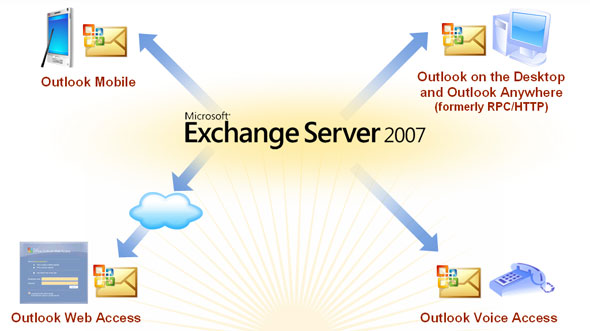 Outlook Mobile
Outlook on the Desktop
and Outlook Anywhere
(formerly RPC/HTTP)
Microsoft®
Exchange Server 2007
Outlook Web Access
Outlook Voice Access